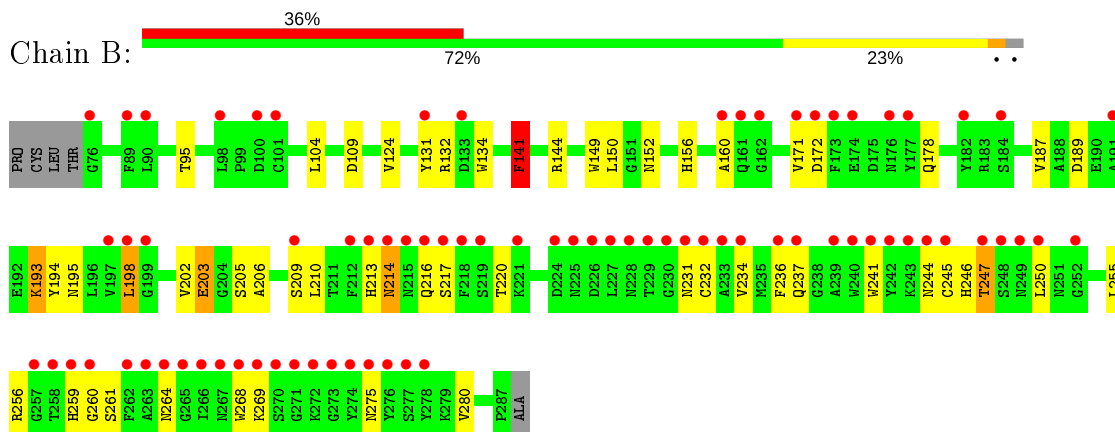 36%
Chain B:
72% 23% • •
PRO CYS LEU THR G76 F89 L90 T95 L98 P99 D100 C101 L104 D109 V124 Y131 R132 D133 W134 F141 R144 W149 L150 G151 N152 H156 A160 Q161 G162 V171 D172 F173 E174 D175 N176 Y177 Q178 Y182 R183 S184 V187 A188 D189 E190 A191
E192 K193 Y194 N195 L196 V197 L198 G199 V202 E203 G204 S205 A206 S209 L210 T211 F212 H213 N214 N215 Q216 S217 F218 S219 T220 K221 D224 N225 D226 L227 N228 T229 G230 N231 C232 A233 V234 M235 F236 Q237 G238 A239 W240 W241 Y242 K243 N244 C245 H246 T247 S248 N249 L250 N251 G252 L255
R256 G257 T258 H259 G260 S261 F262 A263 N264 G265 I266 N267 W268 K269 S270 G271 K272 G273 Y274 N275 Y276 S277 Y278 K279 V280 P287 ALA